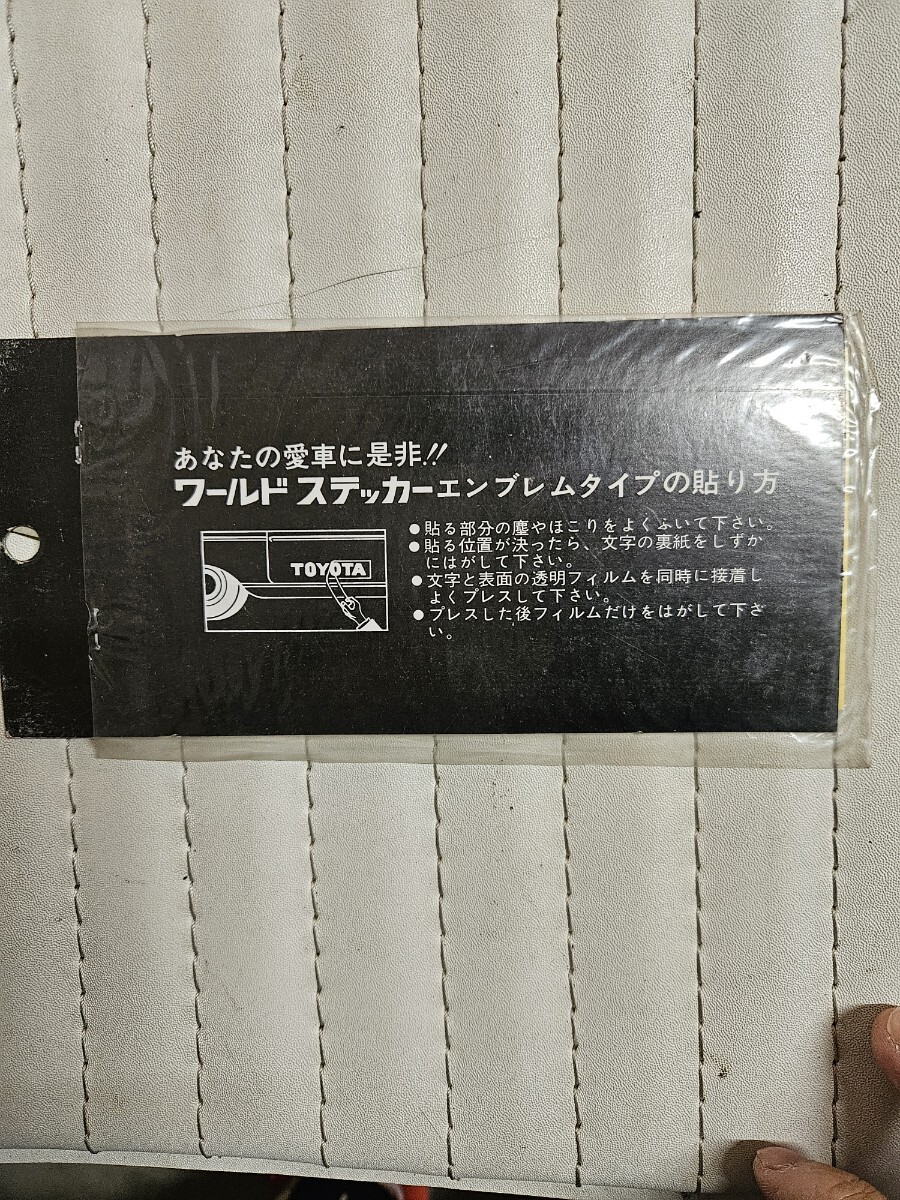 あなたの愛車に是非!!
ワールド ステッカーエンブレムタイプの貼り方
TOYOTA
●貼る部分の塵やほこりをよくふいて下さい。
●貼る位置が決ったら、文字の裏紙をしずか
にはがして下さい。
●文字と表面の透明フィルムを同時に接着し
よくプレスして下さい。
●プレスした後フィルムだけをはがして下さ
い。